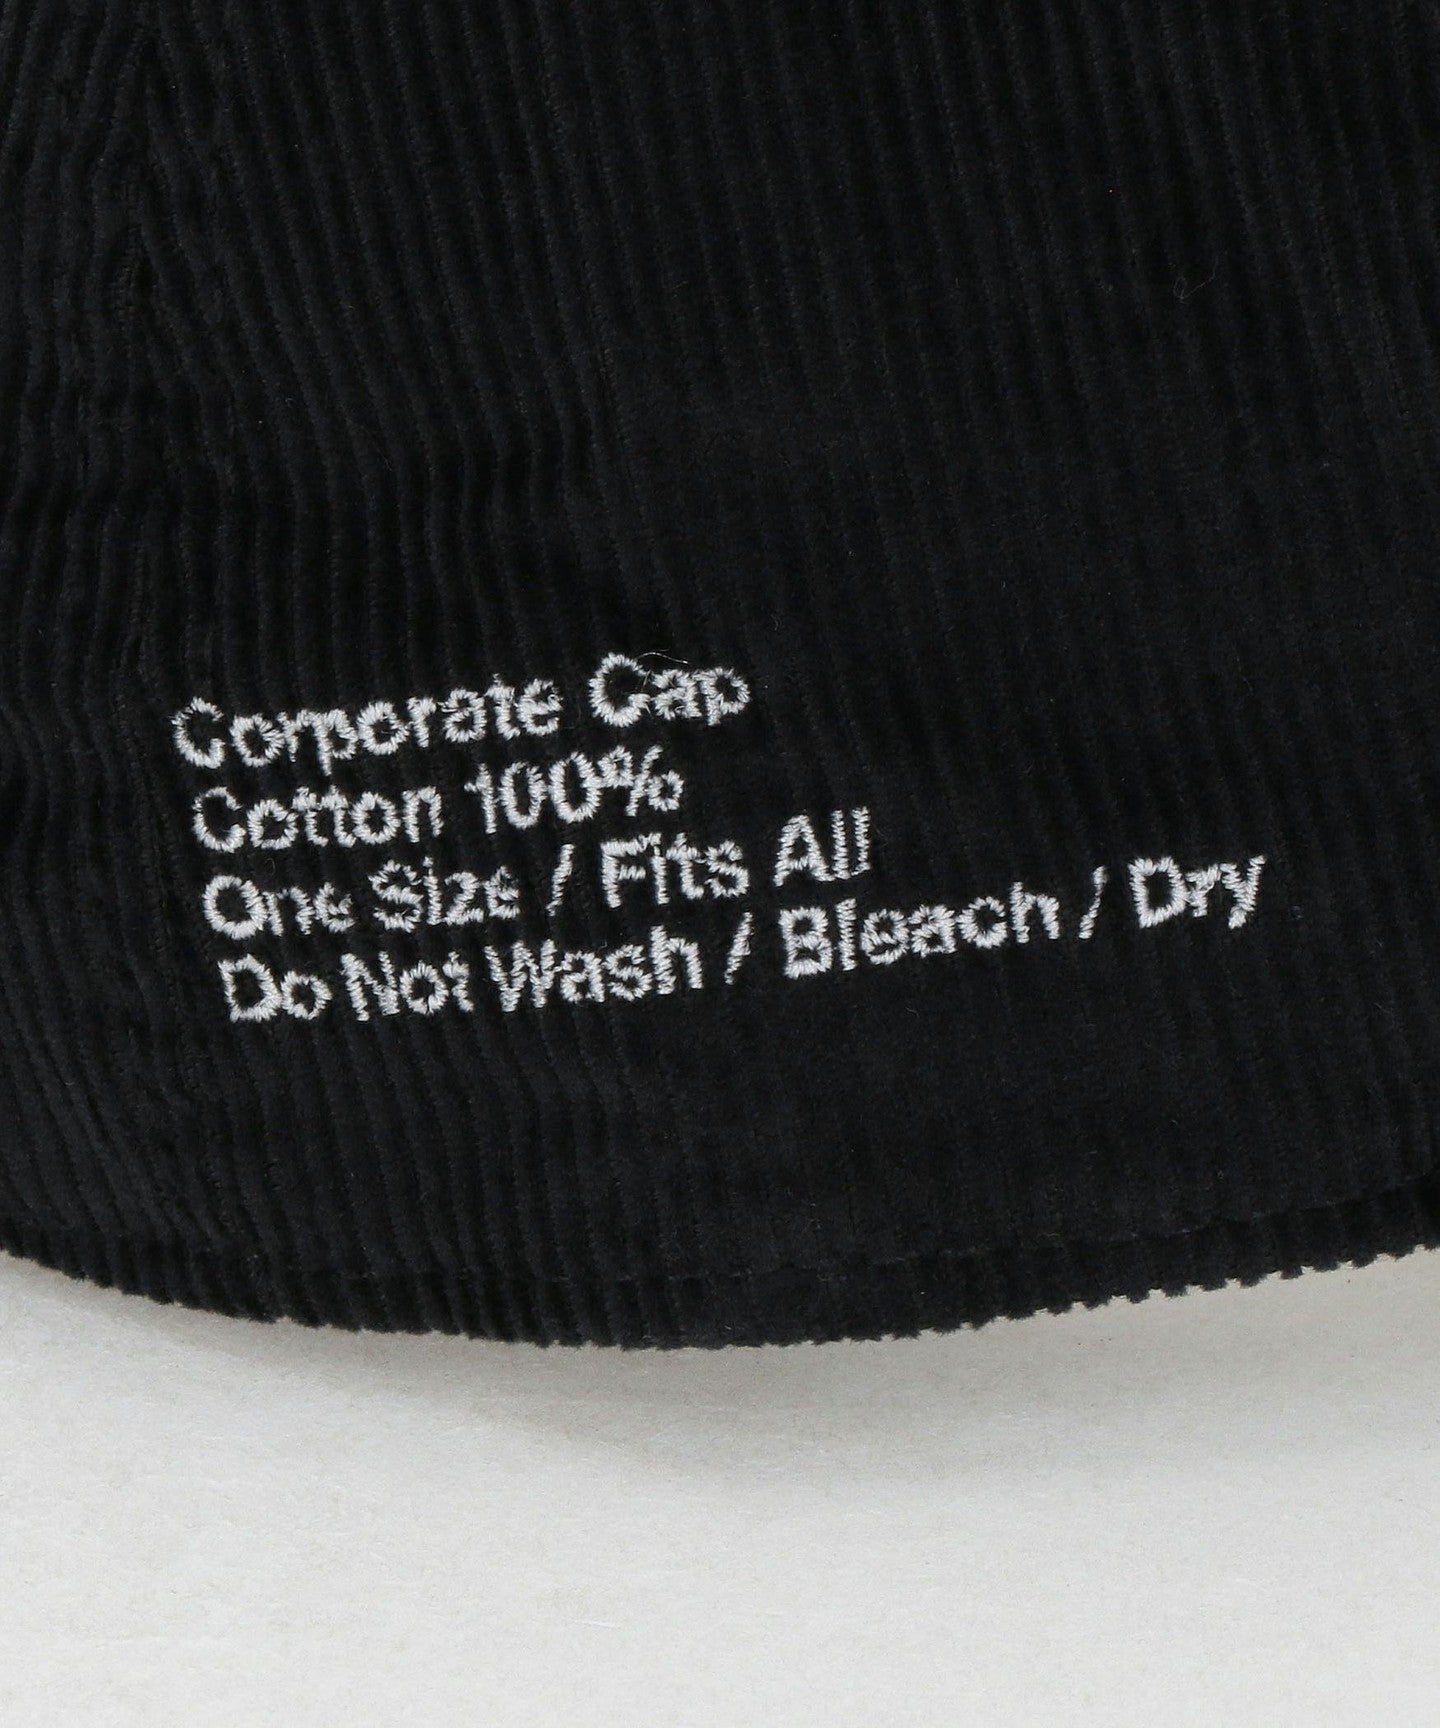 Corporate Cap
Cotton 100%
One Size / Fits All
Do Not Wash / Bleach / Dry